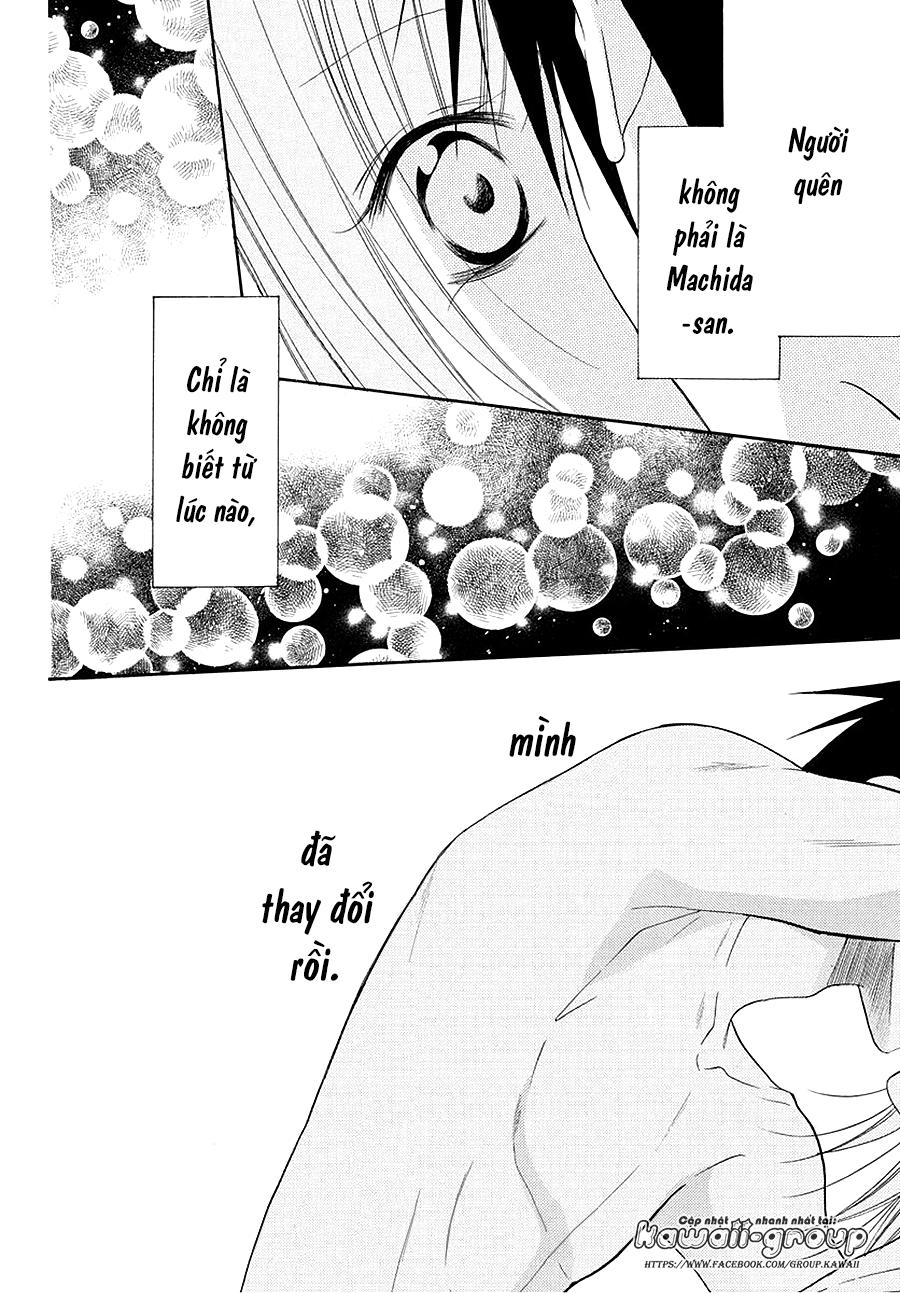 Người
quên
không
phải là
Machida
-san.
Chỉ là
không
biết từ
lúc nào,
mình
đã
thay đổi
rồi.
Cập nhật nhanh nhất tại:
kawaii-group
HTTPS://WWW.FACEBOOK.COM/GROUP.KAWAII